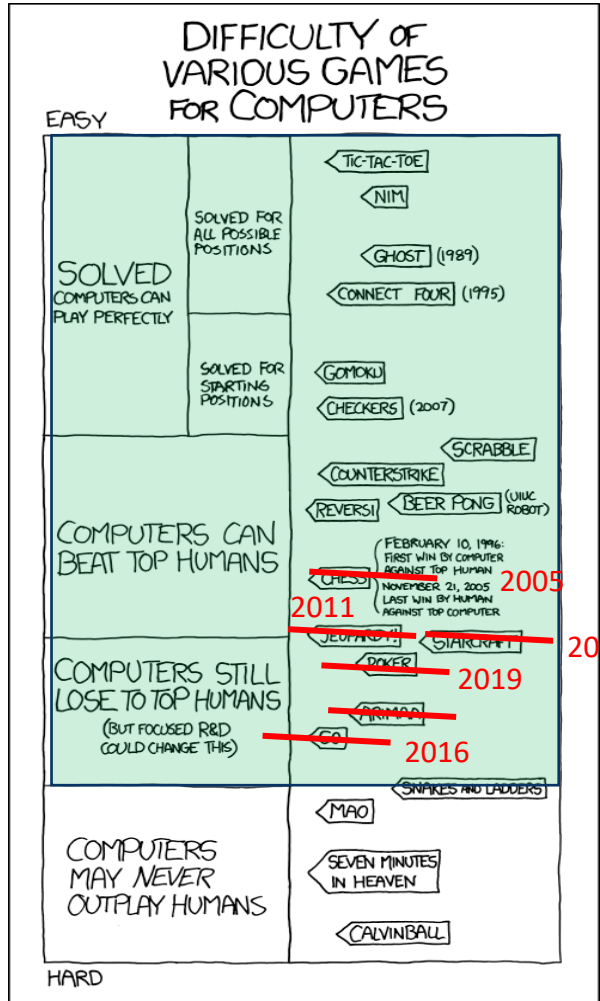 DIFFICULTY OF
VARIOUS GAMES
FOR COMPUTERS
EASY
TIC-TAC-TOE
NIM
SOLVED FOR
ALL POSSIBLE
POSITIONS
GHOST (1989)
CONNECT FOUR (1995)
SOLVED
COMPUTERS CAN
PLAY PERFECTLY
SOLVED FOR
STARTING
POSITIONS
GOMOKU
CHECKERS (2007)
SCRABBLE
COUNTERSTRIKE
REVERSI
BEER PONG (UIUC
ROBOT)
COMPUTERS CAN
BEAT TOP HUMANS
CHESS
FEBRUARY 10, 1996:
FIRST WIN BY COMPUTER
AGAINST TOP HUMAN
NOVEMBER 21, 2005
LAST WIN BY HUMAN
AGAINST TOP COMPUTER
2005
2011
JEOPARDY!
STARCRAFT
20
COMPUTERS STILL
LOSE TO TOP HUMANS
(BUT FOCUSED R&D
COULD CHANGE THIS)
POKER
2019
ARIMAA
GO
2016
SNAKES AND LADDERS
MAO
COMPUTERS
MAY NEVER
OUTPLAY HUMANS
SEVEN MINUTES
IN HEAVEN
CALVINBALL
HARD